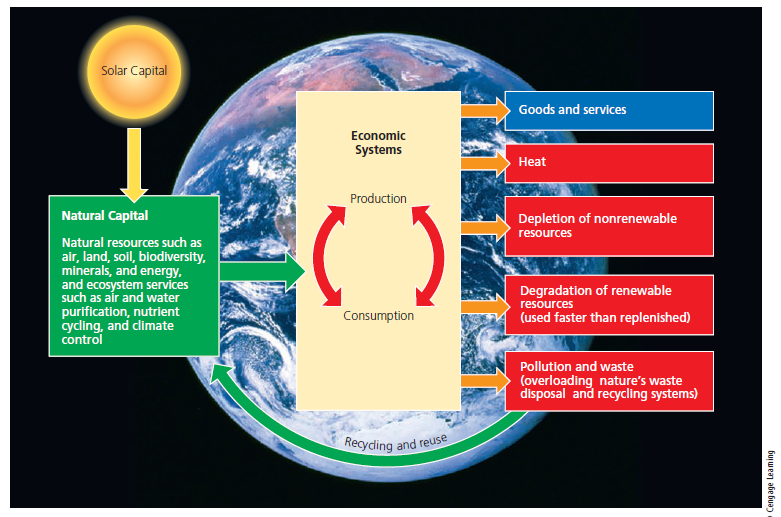 Solar Capital
Natural Capital
Natural resources such as
air, land, soil, biodiversity,
minerals, and energy,
and ecosystem services
such as air and water
purification, nutrient
cycling, and climate
control
Economic
Systems
Production
Consumption
Goods and services
Heat
Depletion of nonrenewable
resources
Degradation of renewable
resources
(used faster than replenished)
Pollution and waste
(overloading nature's waste
disposal and recycling systems)
Recycling and reuse
Cengage Learning